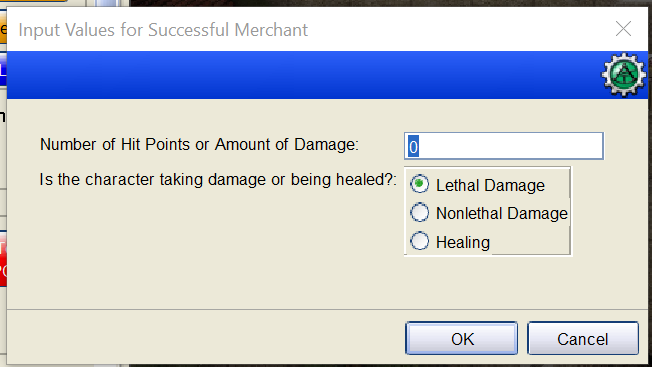 Input Values for Successful Merchant
Number of Hit Points or Amount of Damage:
0
Is the character taking damage or being healed?:
Lethal Damage
Nonlethal Damage
Healing
OK
Cancel